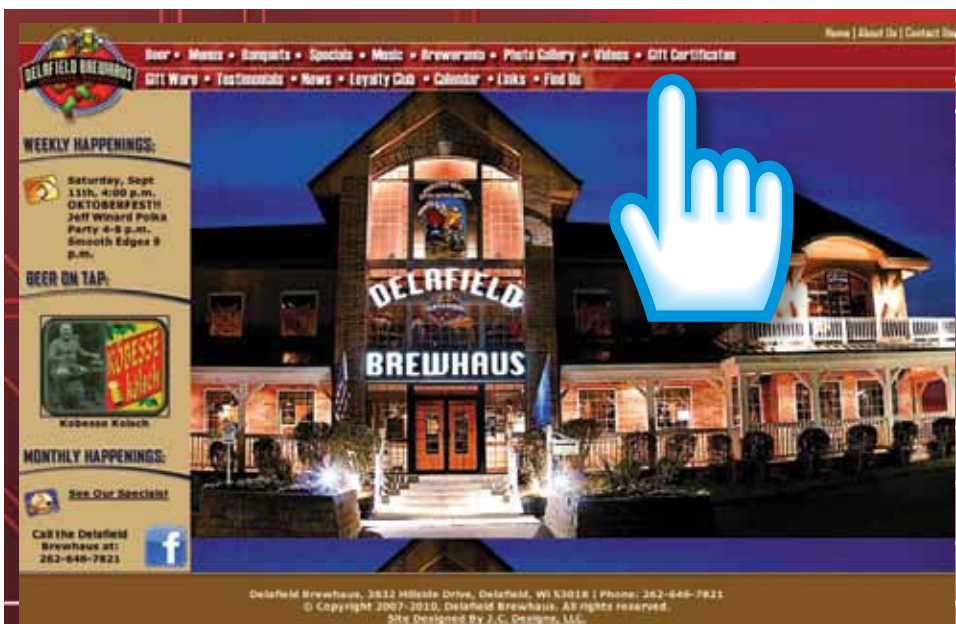 Home | About Us | Contact Us
Beer • Menus • Banquets • Specials • Music • Brewerania • Photo Gallery • Videos • Gift Certificates
Gift Ware • Testimonials • News • Loyalty Club • Calendar • Links • Find Us
DELAFIELD BREWHAUS
WEEKLY HAPPENINGS:
Saturday, Sept
11th, 4:00 p.m.
OKTOBERFEST!!
Jeff Winard Polka
Party 4-8 p.m.
Smooth Edges 9
p.m.
BEER ON TAP:
KOBESSE
kolsch
Kobesse Kolsch
MONTHLY HAPPENINGS:
See Our Specials!
Call the Delafield
Brewhaus at:
262-646-7821
f
DELAFIELD
BREWHAUS
Delafield Brewhaus, 3832 Hillside Drive, Delafield, WI 53018 | Phone: 262-646-7821
© Copyright 2007-2010, Delafield Brewhaus. All rights reserved.
Site Designed By J.C. Designs, LLC.